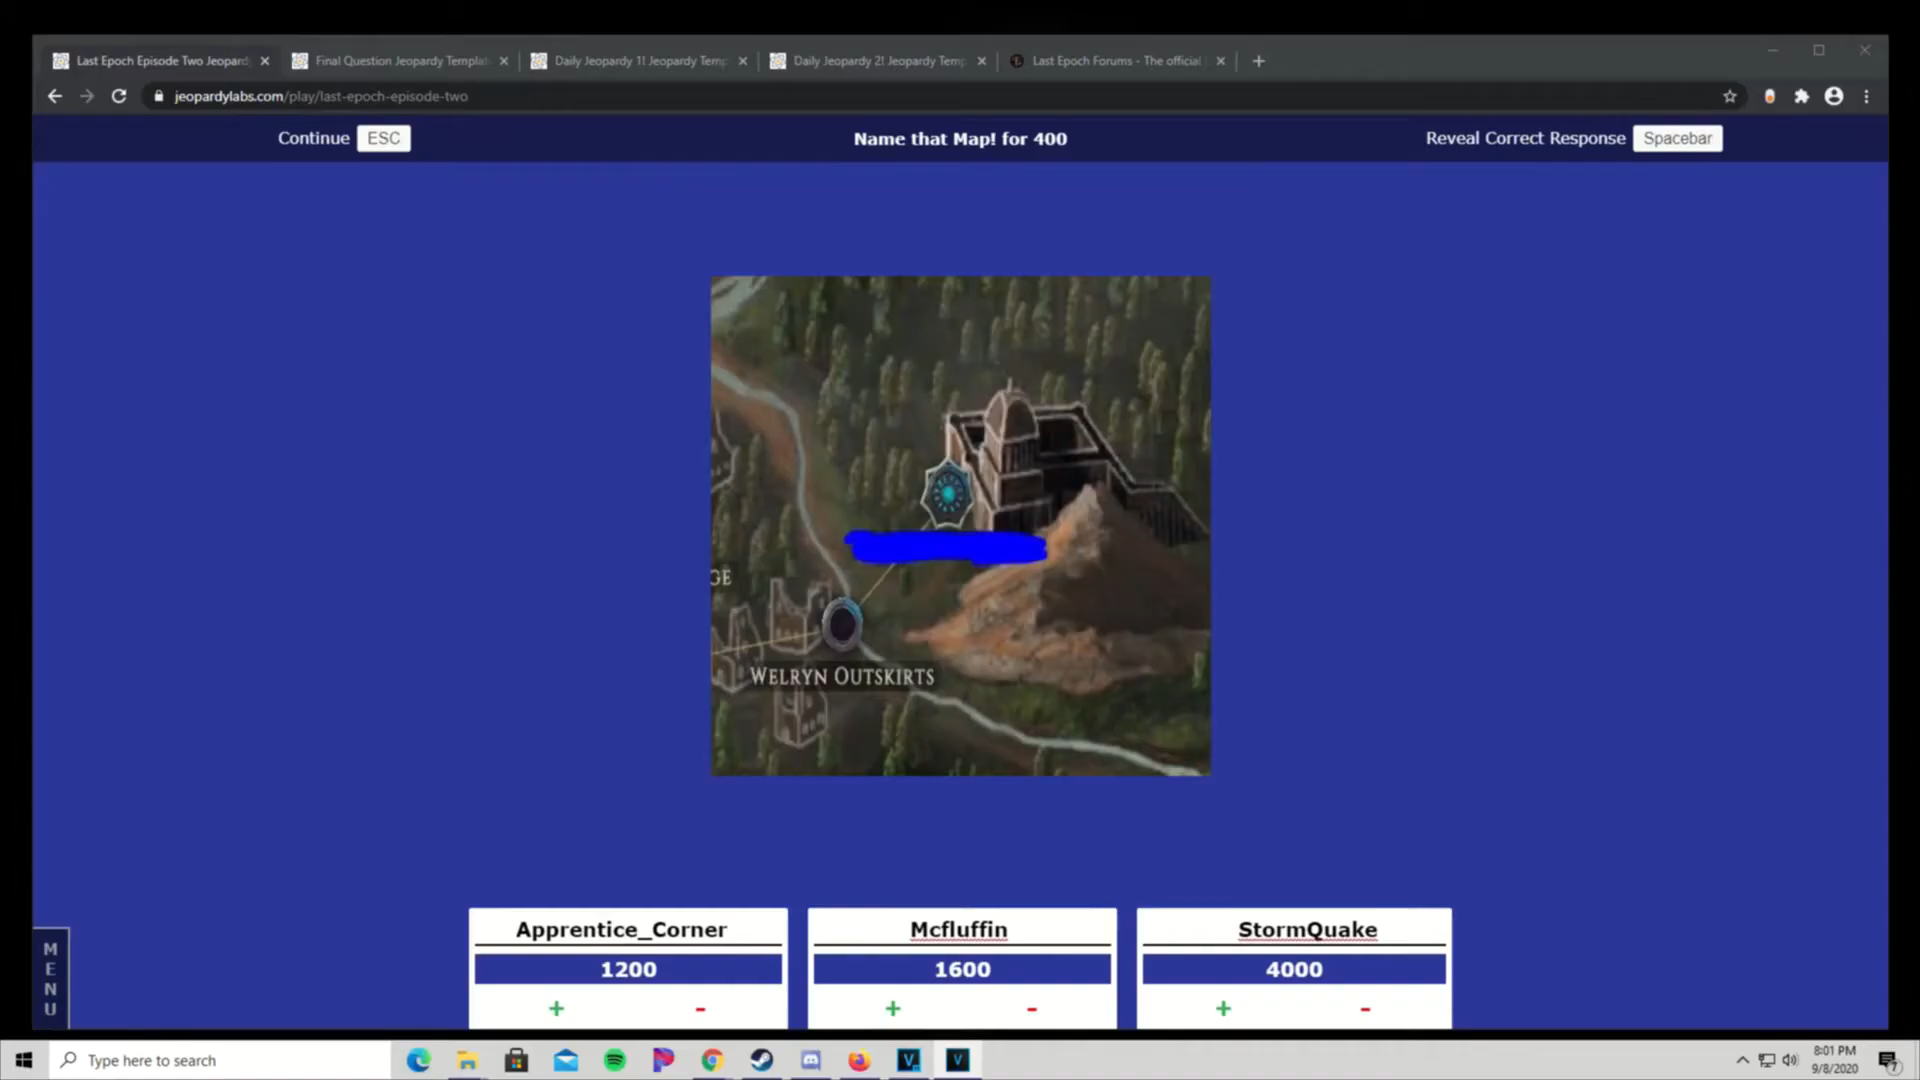 Last Epoch Episode Two Jeopard
Final Question Jeopardy Templat
Daily Jeopardy 1! Jeopardy Temp
Daily Jeopardy 2! Jeopardy Temp
Last Epoch Forums - The official
jeopardylabs.com/play/last-epoch-episode-two
Continue ESC
Name that Map! for 400
Reveal Correct Response Spacebar
GE
WELRYN OUTSKIRTS
MENU
Apprentice_Corner
1200
+ -
Mcfluffin
1600
+ -
StormQuake
4000
+ -
Type here to search
8:01 PM
9/8/2020
7